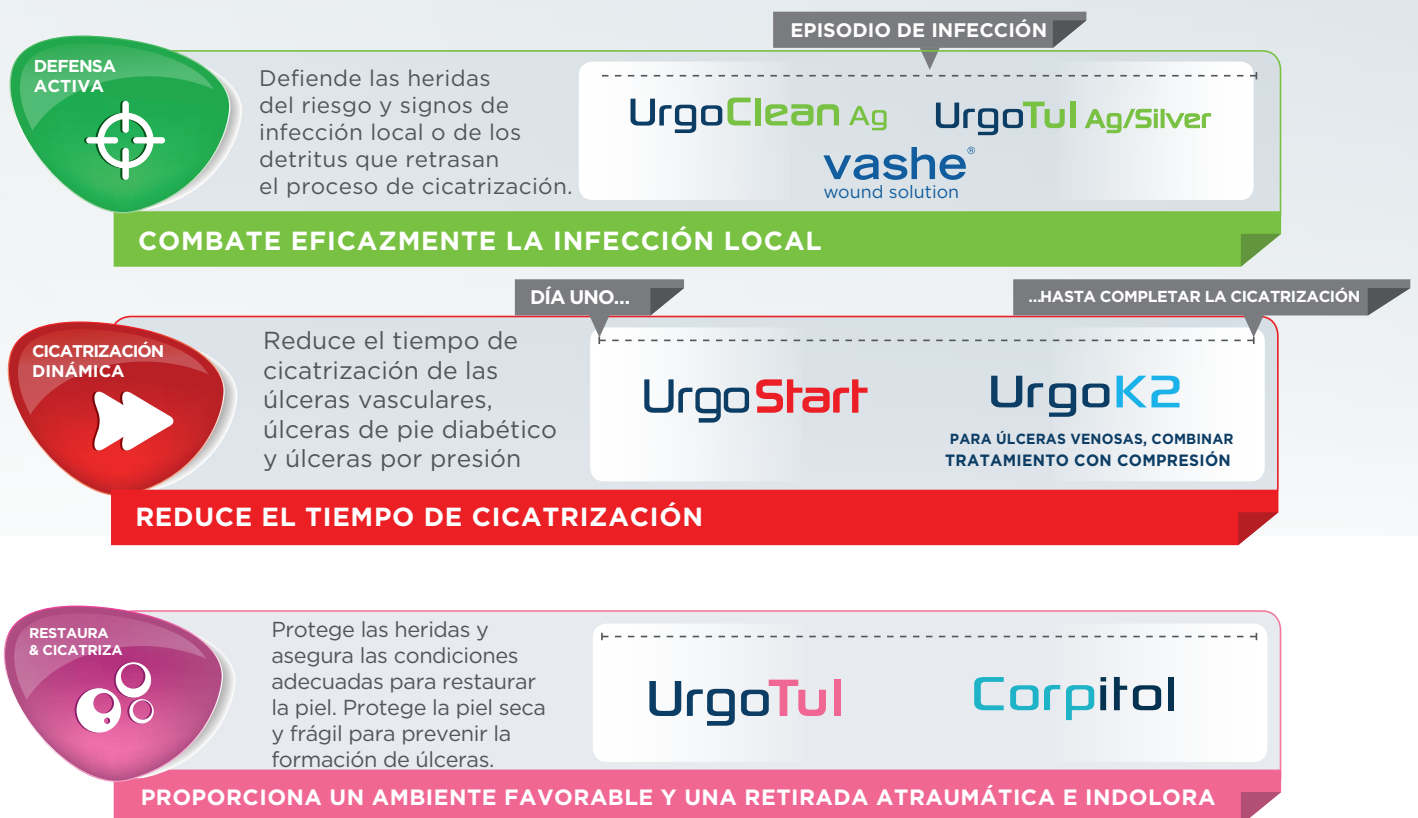 EPISODIO DE INFECCIÓN
DEFENSA
ACTIVA
Defiende las heridas
del riesgo y signos de
infección local o de los
detritus que retrasan
el proceso de cicatrización.
UrgoClean Ag
UrgoTul Ag/Silver
vashe®
wound solution
COMBATE EFICAZMENTE LA INFECCIÓN LOCAL
DÍA UNO...
...HASTA COMPLETAR LA CICATRIZACIÓN
CICATRIZACIÓN
DINÁMICA
Reduce el tiempo de
cicatrización de las
úlceras vasculares,
úlceras de pie diabético
y úlceras por presión
UrgoStart
UrgoK2
PARA ÚLCERAS VENOSAS, COMBINAR
TRATAMIENTO CON COMPRESIÓN
REDUCE EL TIEMPO DE CICATRIZACIÓN
RESTAURA
& CICATRIZA
Protege las heridas y
asegura las condiciones
adecuadas para restaurar
la piel. Protege la piel seca
y frágil para prevenir la
formación de úlceras.
UrgoTul
Corpitol
PROPORCIONA UN AMBIENTE FAVORABLE Y UNA RETIRADA ATRAUMÁTICA E INDOLORA